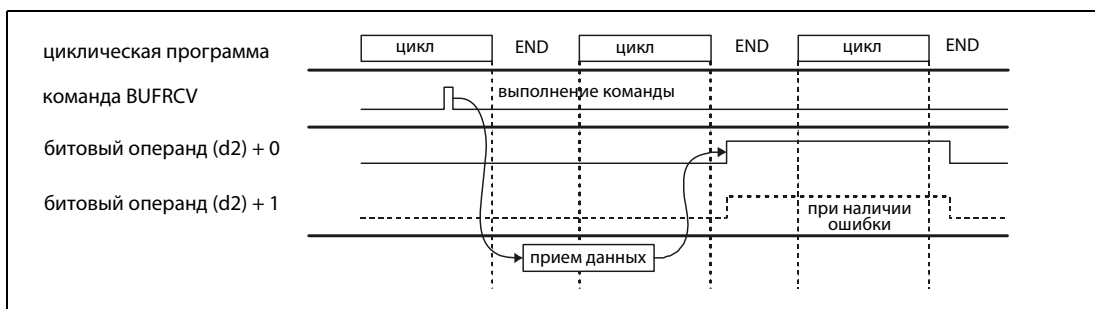 циклическая программа
цикл END цикл END цикл END
команда BUFRCV
выполнение команды
битовый операнд (d2) + 0
битовый операнд (d2) + 1
при наличии
ошибки
прием данных